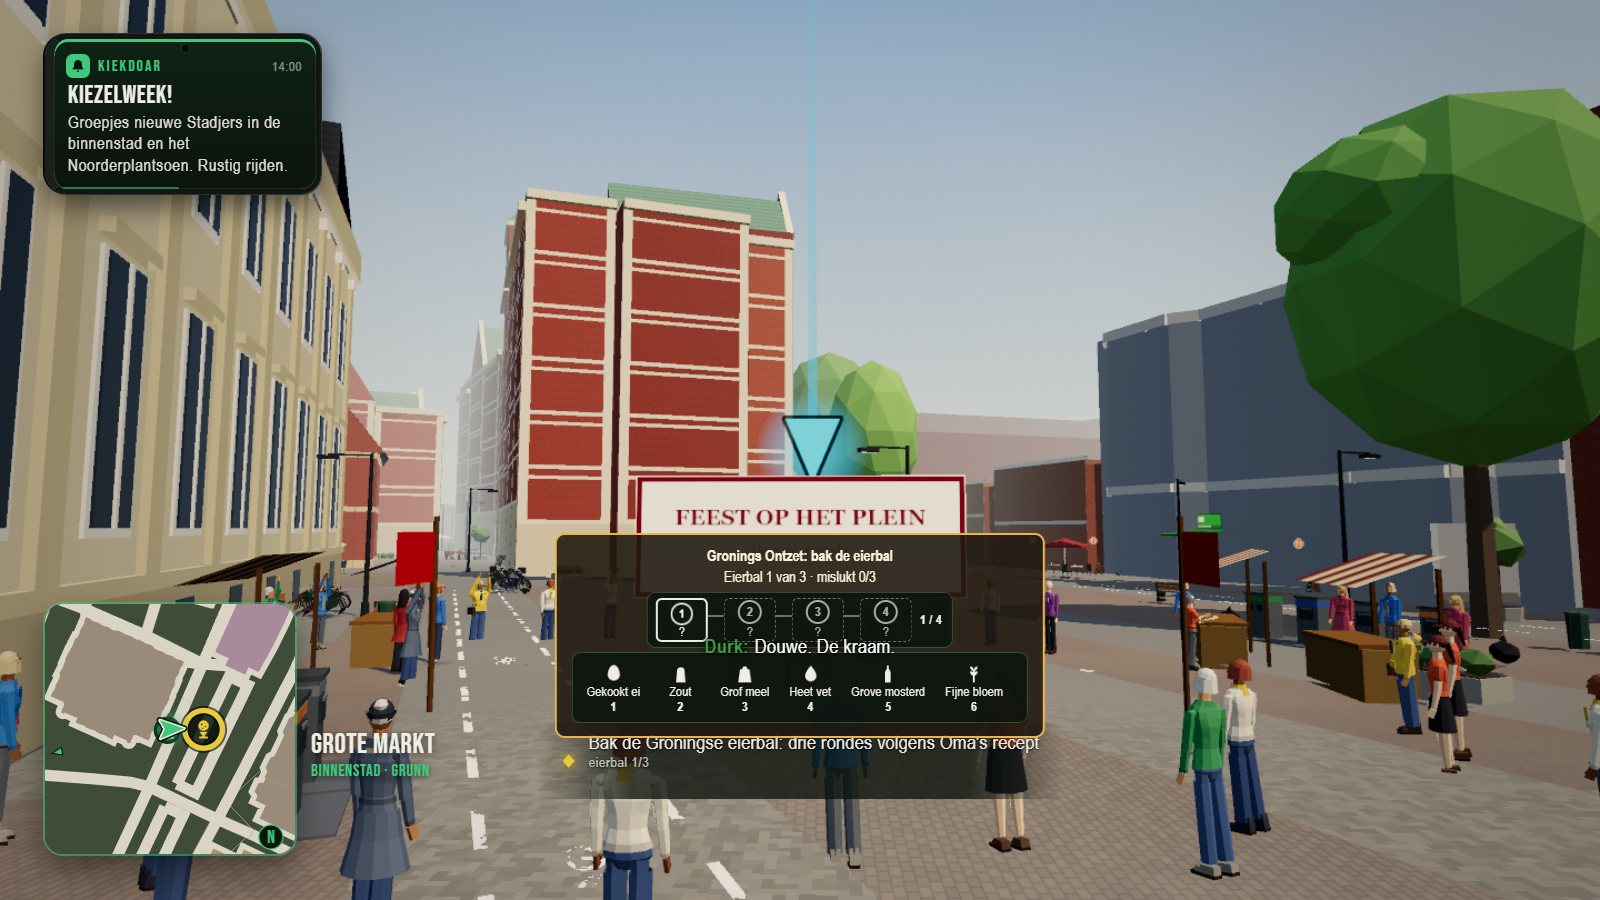 KIEKDOAR
14:00
KIEZELWEEK!
Groepjes nieuwe Stadjers in de
binnenstad en het
Noorderplantsoen. Rustig rijden.
FEEST OP HET PLEIN
Gronings Ontzet: bak de eierbal
Eierbal 1 van 3 · mislukt 0/3
1 2 3 4
? ? ? ?
1 / 4
Durk: Douwe. De kraam.
Gekookt ei Zout Grof meel Heet vet Grove mosterd Fijne bloem
1 2 3 4 5 6
Bak de Groningse eierbal: drie rondes volgens Oma's recept
eierbal 1/3
GROTE MARKT
BINNENSTAD · GRUNN
N